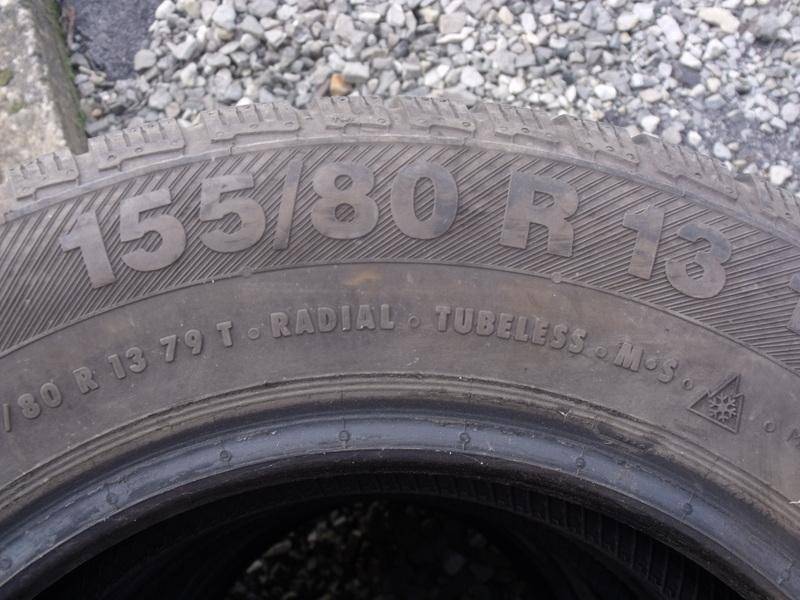 155/80 R 13
/80 R 13 79 T • RADIAL • TUBELESS • M•S •